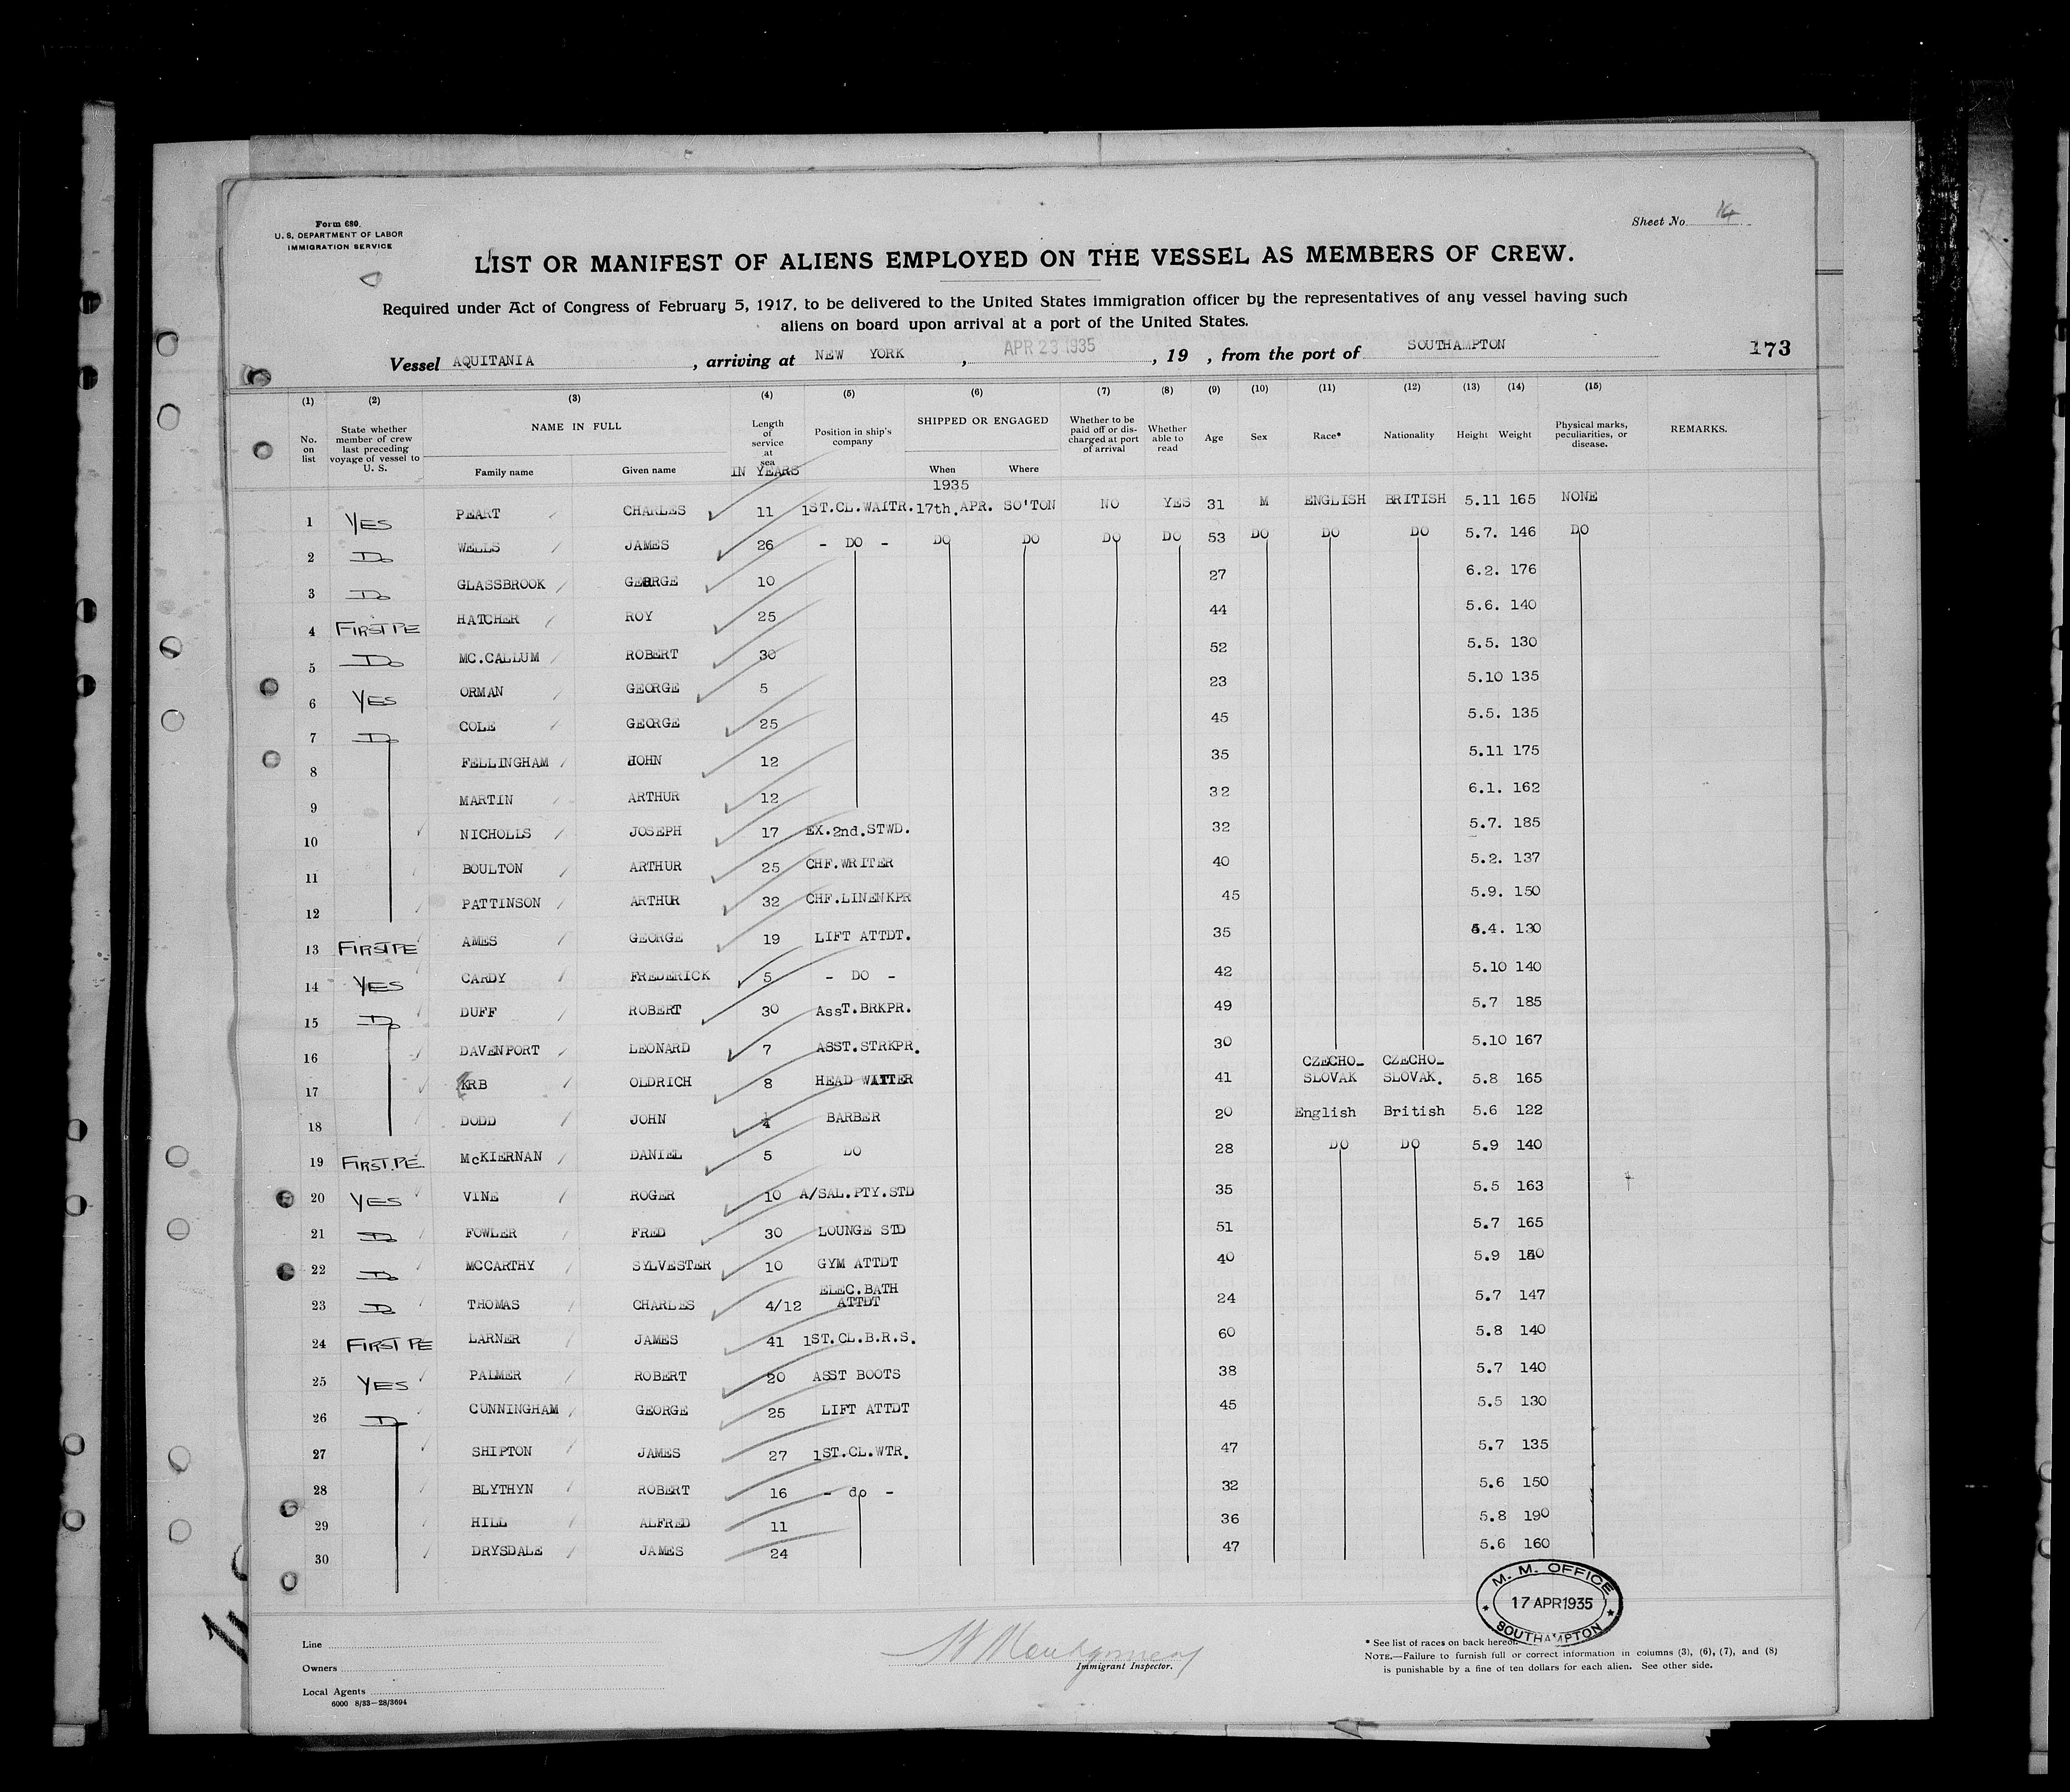 Form 680
U. S. DEPARTMENT OF LABOR
IMMIGRATION SERVICE
Sheet No. 14
LIST OR MANIFEST OF ALIENS EMPLOYED ON THE VESSEL AS MEMBERS OF CREW.
Required under Act of Congress of February 5, 1917, to be delivered to the United States immigration officer by the representatives of any vessel having such
aliens on board upon arrival at a port of the United States.
Vessel AQUITANIA , arriving at NEW YORK , APR 23 1935 , 19 , from the port of SOUTHAMPTON 173
(1) (2) (3) (4) (5) (6) (7) (8) (9) (10) (11) (12) (13) (14) (15)
No. on list State whether member of crew last preceding voyage of vessel to U. S. NAME IN FULL Family name Given name Length of service at sea IN YEARS Position in ship's company SHIPPED OR ENGAGED When 1935 Where Whether to be paid off or discharged at port of arrival Whether able to read Age Sex Race* Nationality Height Weight Physical marks, peculiarities, or disease. REMARKS.
1 YES PEART CHARLES 11 1ST.CL.WAITR. 17th.APR. SO'TON NO YES 31 M ENGLISH BRITISH 5.11 165 NONE
2 Do WELLS JAMES 26 - DO - DO DO DO DO 53 DO DO DO 5.7. 146 DO
3 Do GLASSBROOK GEORGE 10 27 6.2. 176
4 FIRST PE HATCHER ROY 25 44 5.6. 140
5 Do MC.CALLUM ROBERT 30 52 5.5. 130
6 YES ORMAN GEORGE 5 23 5.10 135
7 Do COLE GEORGE 25 45 5.5. 135
8 FELLINGHAM JOHN 12 35 5.11 175
9 MARTIN ARTHUR 12 32 6.1. 162
10 NICHOLLS JOSEPH 17 EX.2nd.STWD. 32 5.7. 185
11 BOULTON ARTHUR 25 CHF.WRITER 40 5.2. 137
12 PATTINSON ARTHUR 32 CHF.LINENKPR 45 5.9. 150
13 FIRST PE AMES GEORGE 19 LIFT ATTDT. 35 5.4. 130
14 YES CARDY FREDERICK 5 - DO - 42 5.10 140
15 Do DUFF ROBERT 30 AssT.BRKPR. 49 5.7 185
16 DAVENPORT LEONARD 7 ASST.STRKPR. 30 5.10 167
17 KRB OLDRICH 8 HEAD WAITER 41 CZECHO-SLOVAK CZECHO-SLOVAK. 5.8 165
18 DODD JOHN 1/4 BARBER 20 English British 5.6 122
19 FIRST.PE. McKIERNAN DANIEL 5 DO 28 DO DO 5.9 140
20 YES VINE ROGER 10 A/SAL.PTY.STD 35 5.5 163
21 Do FOWLER FRED 30 LOUNGE STD 51 5.7 165
22 Do MCCARTHY SYLVESTER 10 GYM ATTDT 40 5.9
23 Do THOMAS CHARLES 4/12 ELEC.BATH ATTDT 24 5.7 147
24 FIRST PE LARNER JAMES 41 1ST.CL.B.R.S. 60 5.8 140
25 YES PALMER ROBERT 20 ASST BOOTS 38 5.7 140
26 Do CUNNINGHAM GEORGE 25 LIFT ATTDT 45 5.5 130
27 SHIPTON JAMES 27 1ST.CL.WTR. 47 5.7 135
28 BLYTHYN ROBERT 16 - do - 32 5.6 150
29 HILL ALFRED 11 36 5.8 190
30 DRYSDALE JAMES 24 47 5.6 160
M. M. OFFICE
17 APR 1935
SOUTHAMPTON
Line
Owners
Local Agents
6000 8/33—28/3694
Montgomery
Immigrant Inspector.
* See list of races on back hereof.
NOTE.—Failure to furnish full or correct information in columns (3), (6), (7), and (8)
is punishable by a fine of ten dollars for each alien. See other side.